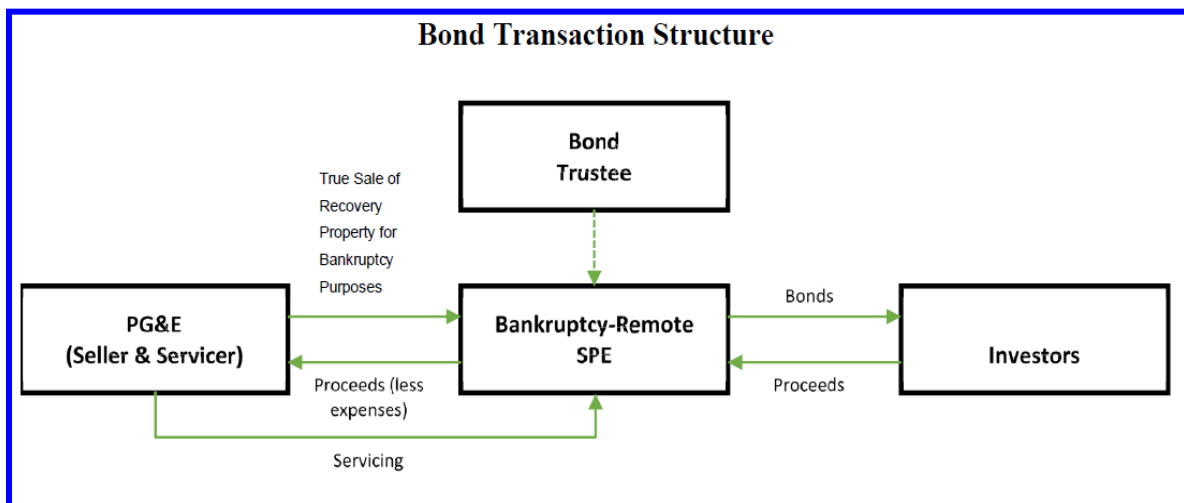 Bond Transaction Structure
Bond
Trustee
True Sale of
Recovery
Property for
Bankruptcy
Purposes
PG&E
(Seller & Servicer)
Bankruptcy-Remote
SPE
Bonds
Investors
Proceeds (less
expenses)
Proceeds
Servicing